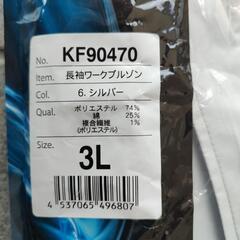 No. KF90470
Item. 長袖ワークブルゾン
Col. 6. シルバー
Qual. ポリエステル 74%
綿 25%
複合繊維 1%
(ポリエステル)
Size. 3L
4 537065 496807